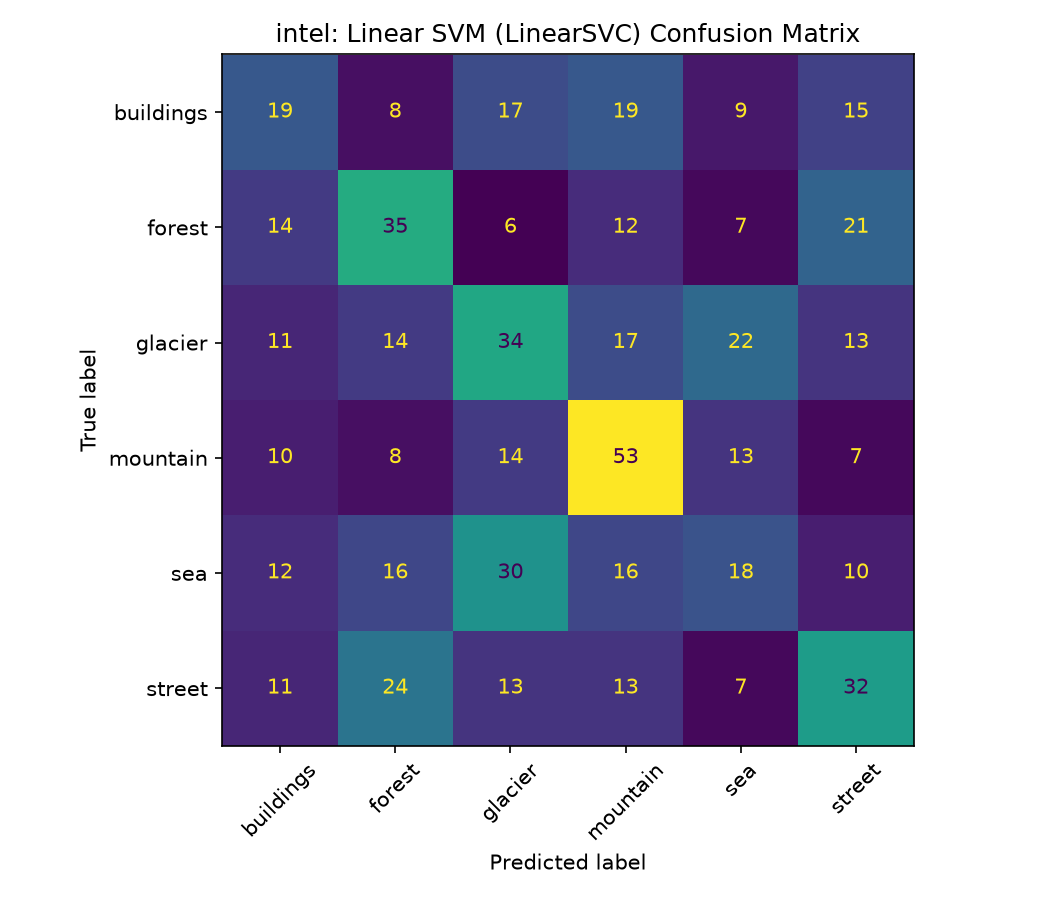 intel: Linear SVM (LinearSVC) Confusion Matrix
True label
buildings 19 8 17 19 9 15
forest 14 35 6 12 7 21
glacier 11 14 34 17 22 13
mountain 10 8 14 53 13 7
sea 12 16 30 16 18 10
street 11 24 13 13 7 32
buildings forest glacier mountain sea street
Predicted label